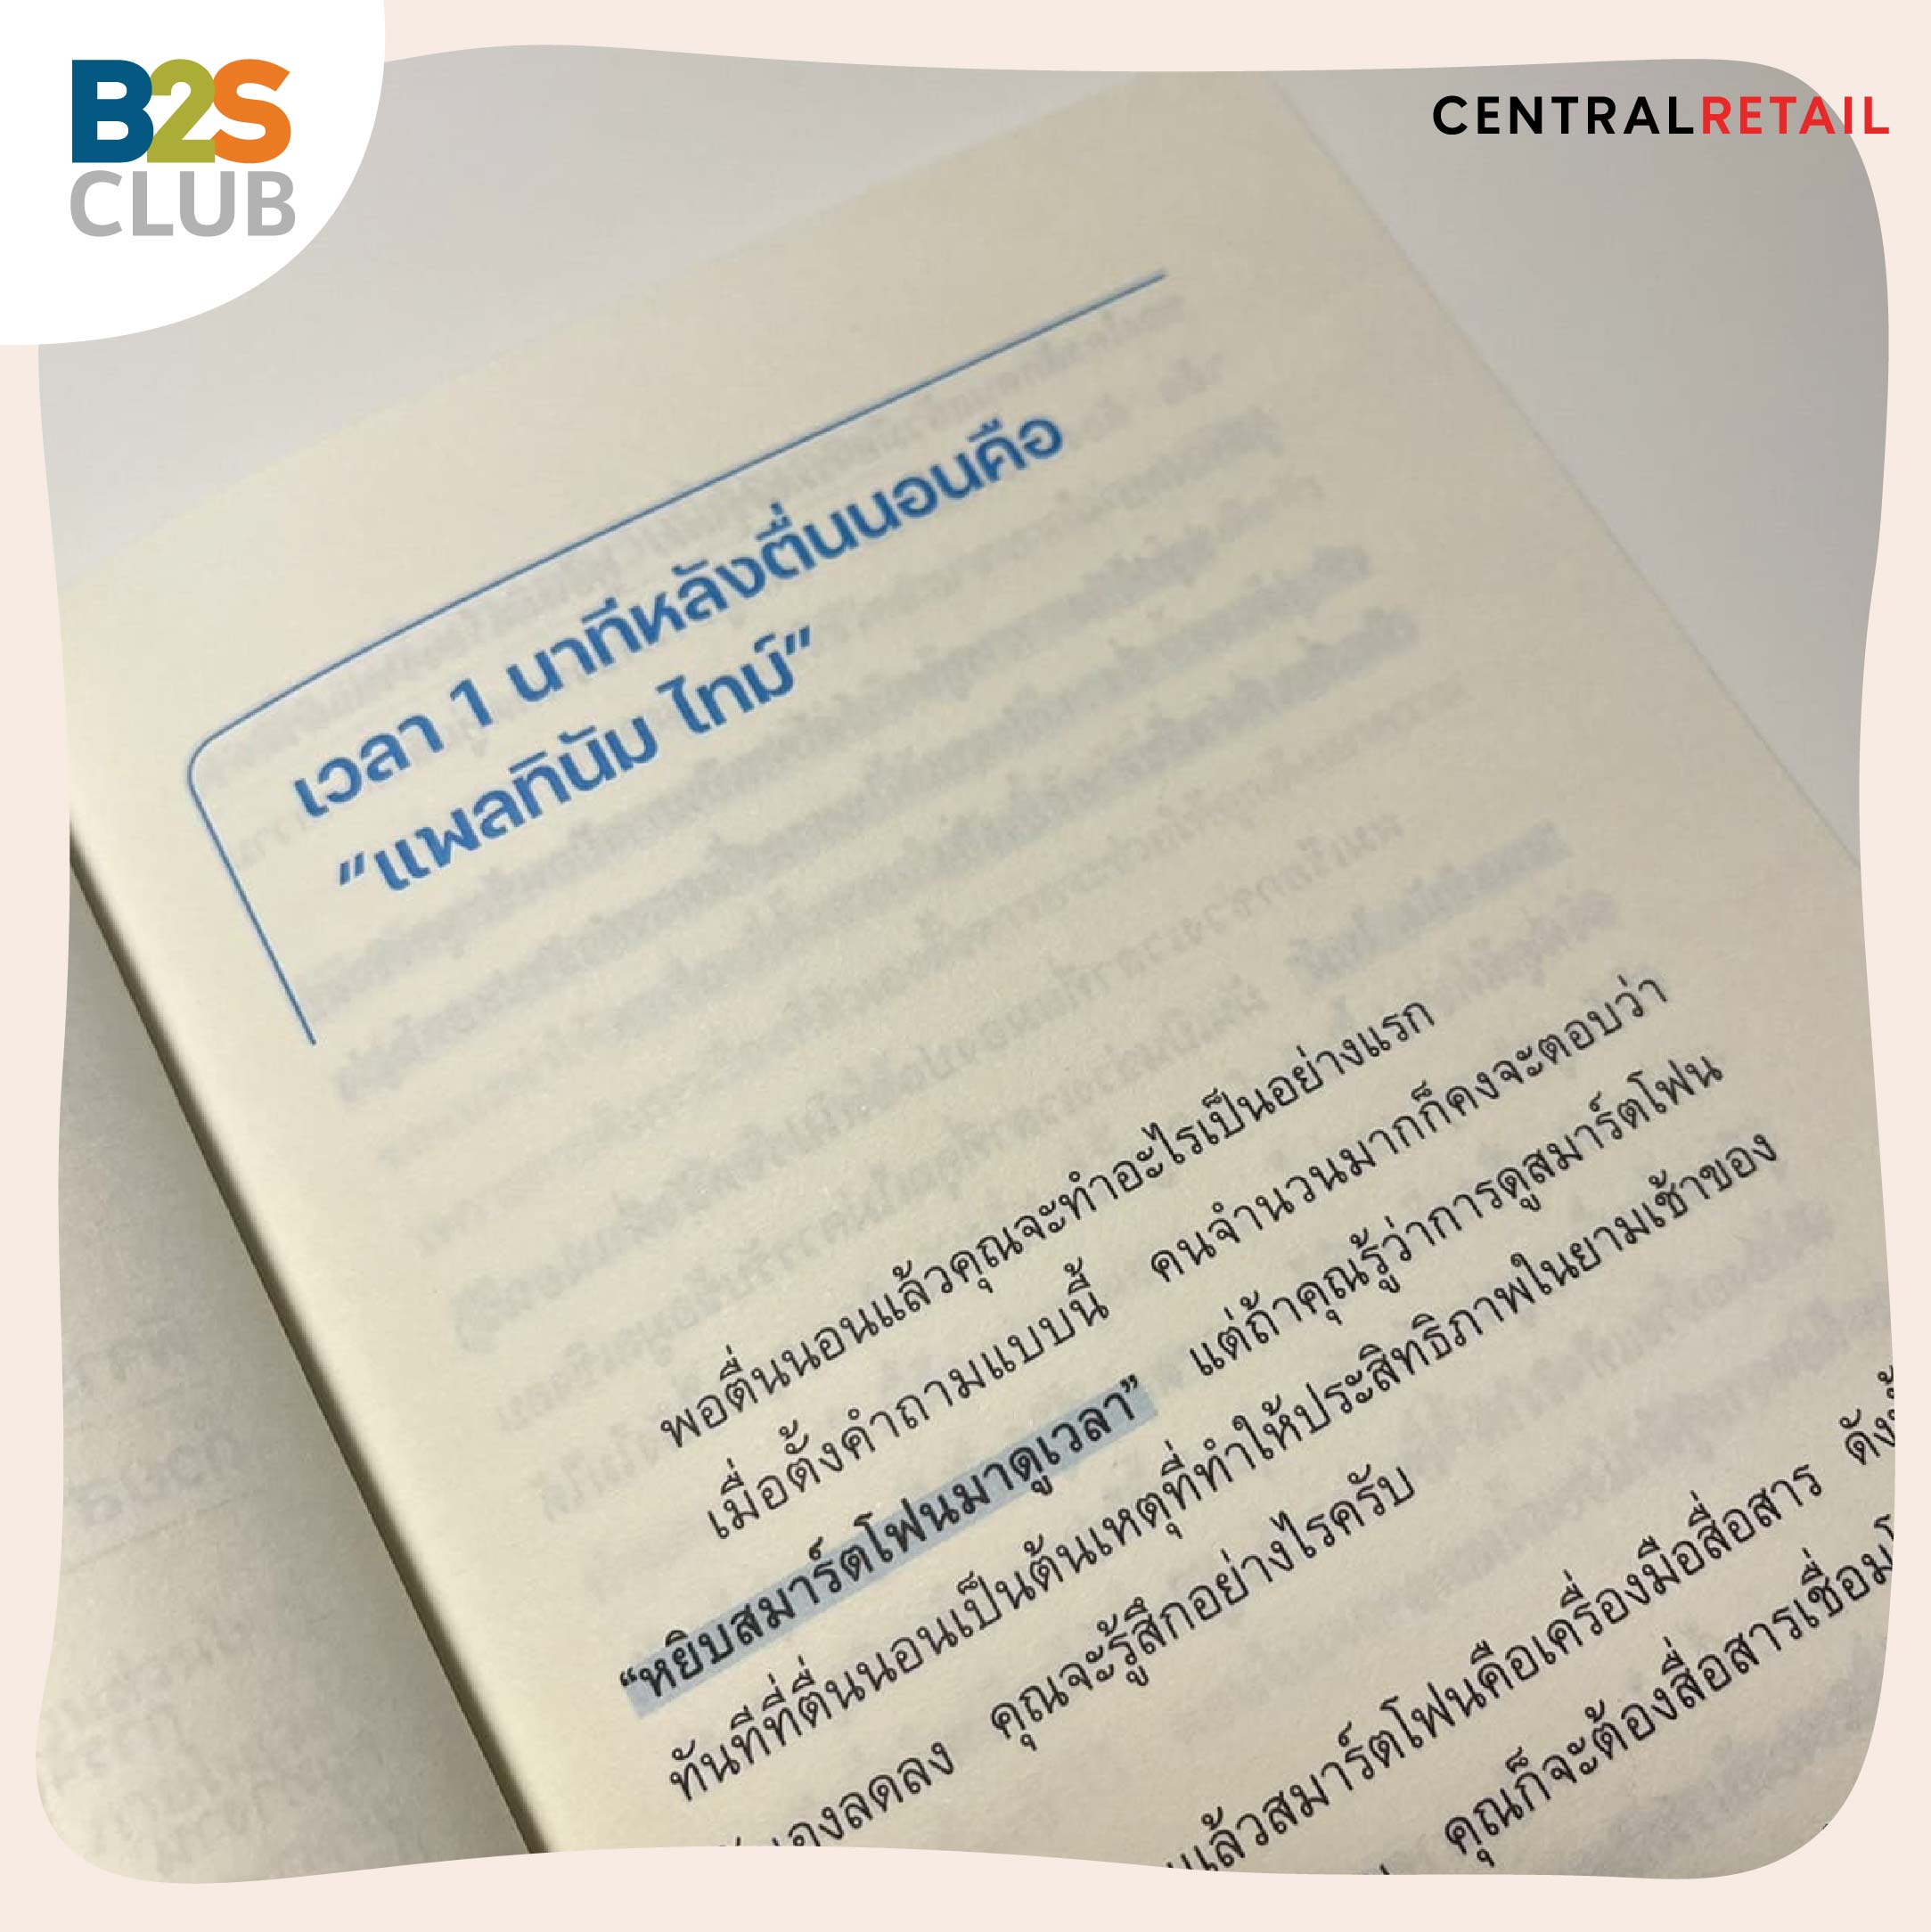 B2S
CLUB
CENTRALRETAIL
เวลา 1 นาทีหลังตื่นนอนคือ
"แพลทินัม ไทม์"
พอตื่นนอนแล้วคุณจะทำอะไรเป็นอย่างแรก
เมื่อตั้งคำถามแบบนี้ คนจำนวนมากก็คงจะตอบว่า
“หยิบสมาร์ตโฟนมาดูเวลา” แต่ถ้าคุณรู้ว่าการดูสมาร์ตโฟน
ทันทีที่ตื่นนอนเป็นต้นเหตุที่ทำให้ประสิทธิภาพในยามเช้าของ
ลดลง คุณจะรู้สึกอย่างไรครับ
แล้วสมาร์ตโฟนคือเครื่องมือสื่อสาร
คุณก็จะต้องสื่อสาร